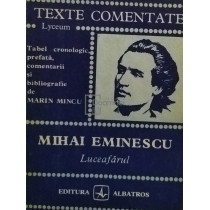 TEXTE COMENTATE
Lyceum
Tabel cronologic,
prefață,
comentarii
și
bibliografie
de
MARIN MINCU
MIHAI EMINESCU
Luceafărul
EDITURA ALBATROS